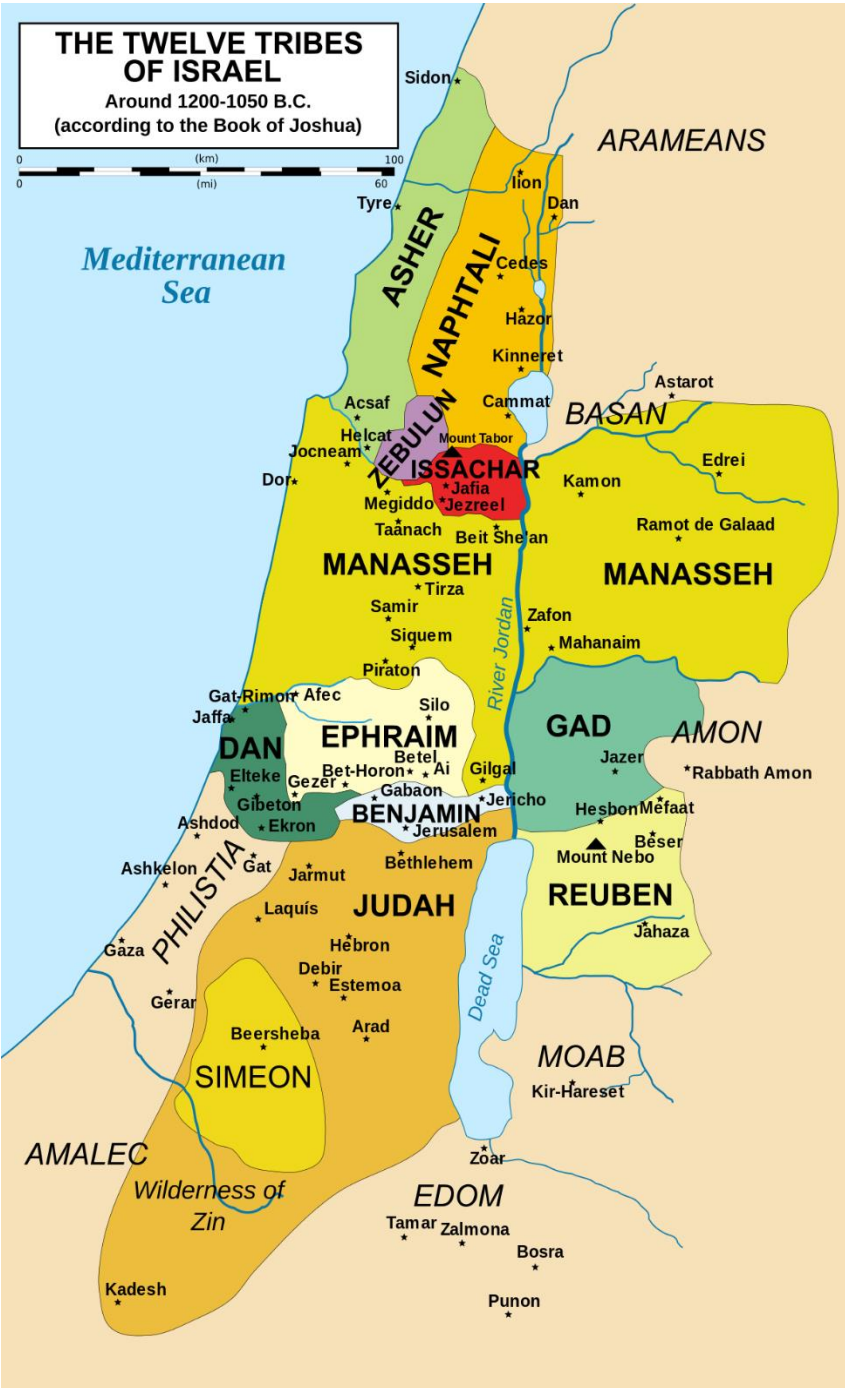 THE TWELVE TRIBES
OF ISRAEL
Around 1200-1050 B.C.
(according to the Book of Joshua)
0 (km) 100
0 (mi) 60
Sidon
ARAMEANS
Ilion
Tyre
Dan
ASHER
NAPHTALI
Mediterranean
Sea
Cedes
Hazor
Kinneret
Astarot
Acsaf
Cammat
BASAN
ZEBULUN
Helcat
Mount Tabor
Jocneam
ISSACHAR
Edrei
Dor
Jafia
Kamon
Megiddo
Jezreel
Taanach
Ramot de Galaad
Beit She'an
MANASSEH
MANASSEH
Tirza
Samir
River Jordan
Zafon
Siquem
Mahanaim
Piraton
Gat-Rimon
Afec
Silo
Jaffa
GAD
AMON
DAN
EPHRAIM
Betel
Jazer
Elteke
Bet-Horon
Ai
Gilgal
Rabbath Amon
Gezer
Gabaon
Jericho
Gibeton
BENJAMIN
Hesbon
Mefaat
Ashdod
Ekron
Jerusalem
Beser
Mount Nebo
Bethlehem
Gat
Ashkelon
Jarmut
PHILISTIA
REUBEN
Laquís
JUDAH
Jahaza
Hebron
Gaza
Debir
Dead Sea
Estemoa
Gerar
Beersheba
Arad
MOAB
SIMEON
Kir-Hareset
AMALEC
Zoar
Wilderness of
Zin
EDOM
Tamar
Zalmona
Bosra
Kadesh
Punon